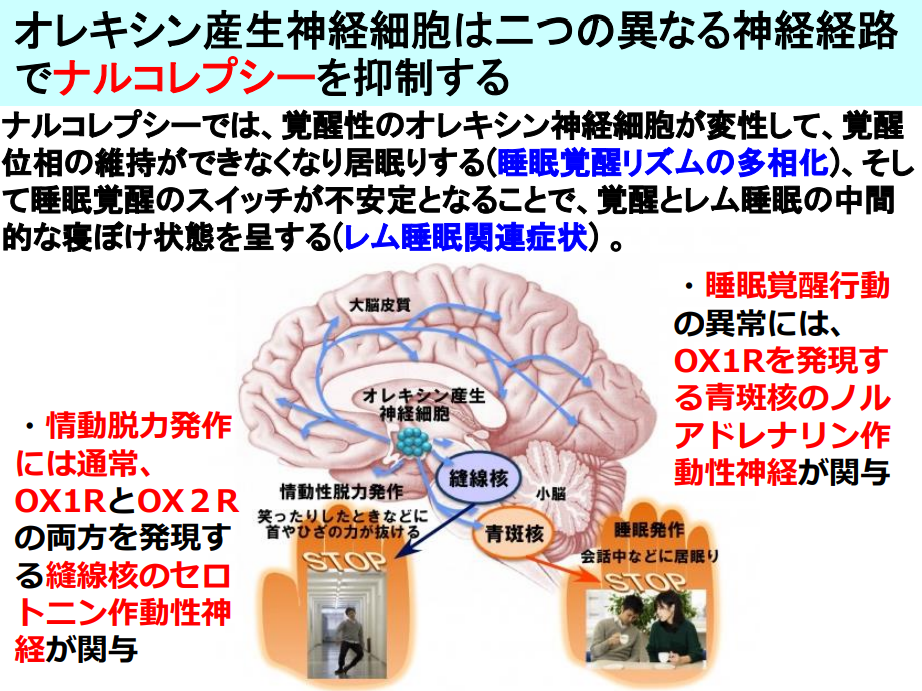 オレキシン産生神経細胞は二つの異なる神経経路
でナルコレプシーを抑制する
ナルコレプシーでは、覚醒性のオレキシン神経細胞が変性して、覚醒
位相の維持ができなくなり居眠りする(睡眠覚醒リズムの多相化)、そし
て睡眠覚醒のスイッチが不安定となることで、覚醒とレム睡眠の中間
的な寝ぼけ状態を呈する(レム睡眠関連症状) 。
・睡眠覚醒行動
の異常には、
OX1Rを発現す
る青斑核のノル
アドレナリン作
動性神経が関与
・情動脱力発作
には通常、
OX1RとOX２R
の両方を発現す
る縫線核のセロ
トニン作動性神
経が関与
大脳皮質
オレキシン産生
神経細胞
縫線核
小脳
青斑核
情動性脱力発作
笑ったりしたときなどに
首やひざの力が抜ける
STOP
睡眠発作
会話中などに居眠り
STOP